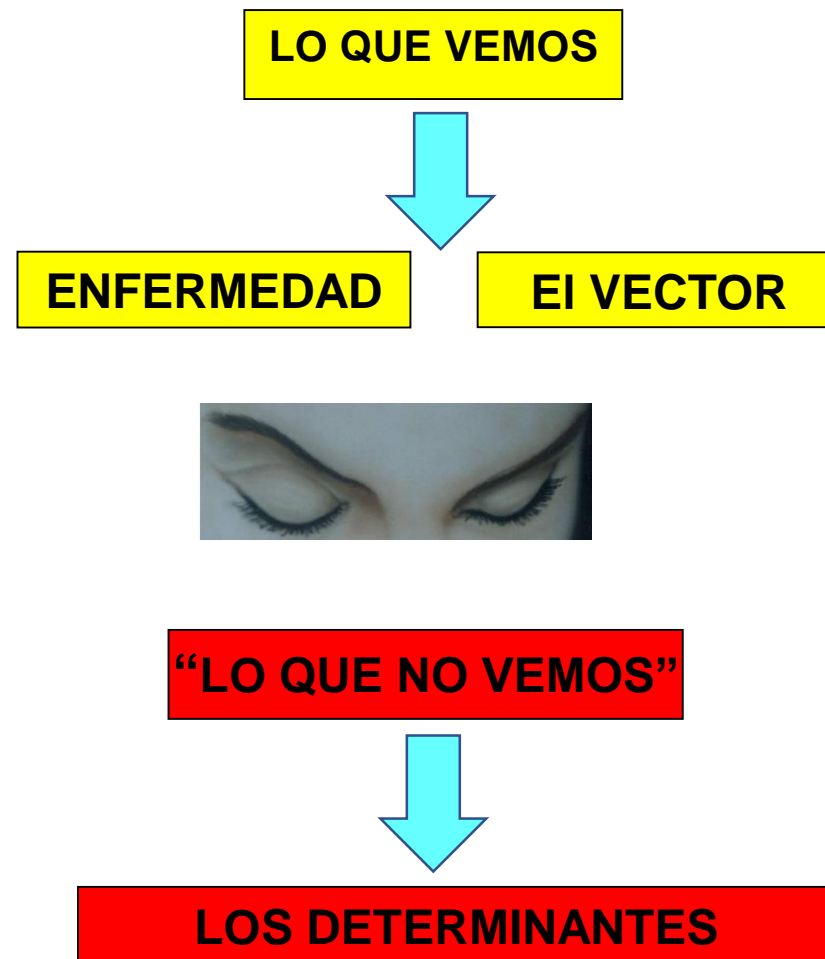 LO QUE VEMOS
ENFERMEDAD
El VECTOR
“LO QUE NO VEMOS”
LOS DETERMINANTES